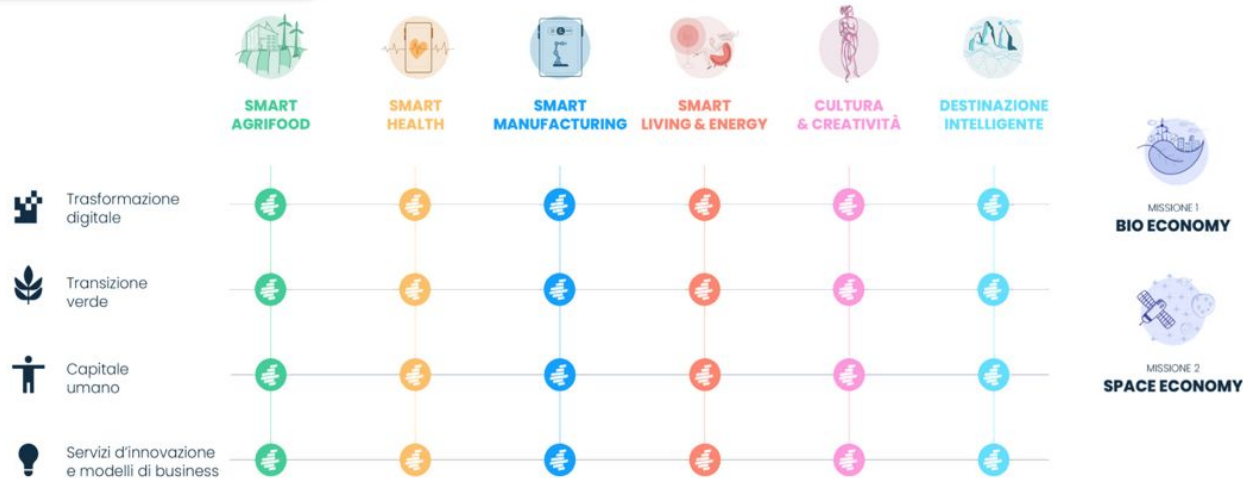 SMART
AGRIFOOD
SMART
HEALTH
SMART
MANUFACTURING
SMART
LIVING & ENERGY
CULTURA
& CREATIVITÀ
DESTINAZIONE
INTELLIGENTE
Trasformazione
digitale
Transizione
verde
Capitale
umano
Servizi d'innovazione
e modelli di business
MISSIONE 1
BIO ECONOMY
MISSIONE 2
SPACE ECONOMY